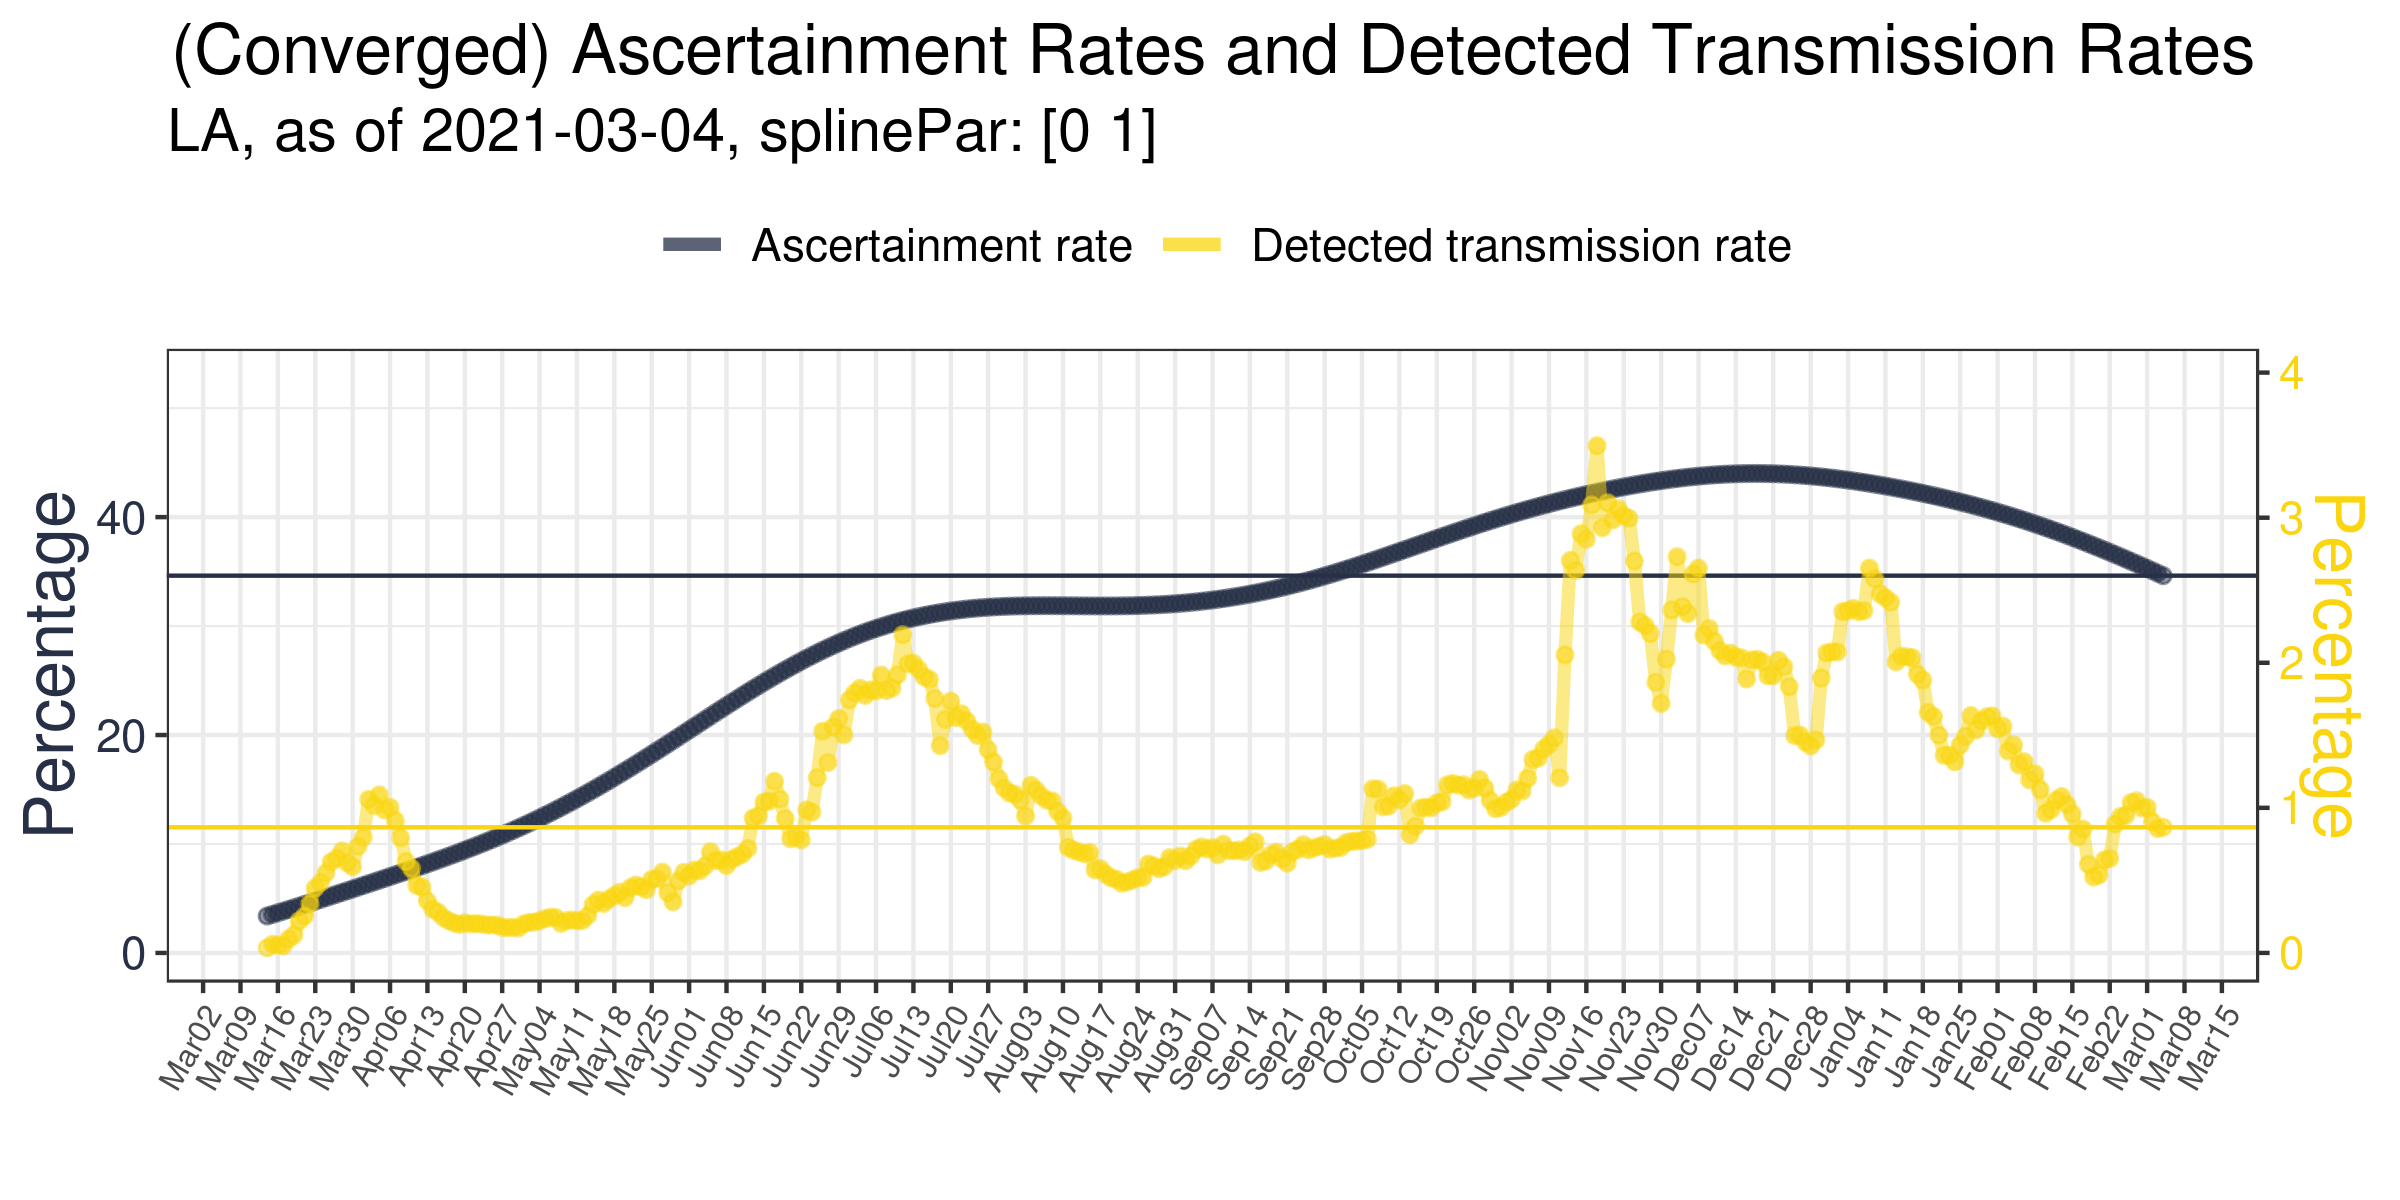 (Converged) Ascertainment Rates and Detected Transmission Rates
LA, as of 2021-03-04, splinePar: [0 1]
Ascertainment rate
Detected transmission rate
Percentage
40
20
0
4
3
2
1
0
Percentage
Mar02
Mar09
Mar16
Mar23
Mar30
Apr06
Apr13
Apr20
Apr27
May04
May11
May18
May25
Jun01
Jun08
Jun15
Jun22
Jun29
Jul06
Jul13
Jul20
Jul27
Aug03
Aug10
Aug17
Aug24
Aug31
Sep07
Sep14
Sep21
Sep28
Oct05
Oct12
Oct19
Oct26
Nov02
Nov09
Nov16
Nov23
Nov30
Dec07
Dec14
Dec21
Dec28
Jan04
Jan11
Jan18
Jan25
Feb01
Feb08
Feb15
Feb22
Mar01
Mar08
Mar15